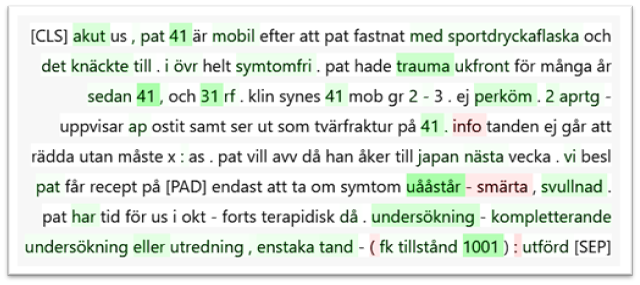 [CLS] akut us , pat 41 är mobil efter att pat fastnat med sportdryckaflaska och
det knäckte till . i övr helt symtomfri . pat hade trauma ukfront för många år
sedan 41 , och 31 rf . klin synes 41 mob gr 2 - 3 . ej perköm . 2 aprtg -
uppvisar ap ostit samt ser ut som tvärfraktur på 41 . info tanden ej går att
rädda utan måste x : as . pat vill avv då han åker till japan nästa vecka . vi besl
pat får recept på [PAD] endast att ta om symtom uååstår - smärta , svullnad .
pat har tid för us i okt - forts terapidisk då . undersökning - kompletterande
undersökning eller utredning , enstaka tand - ( fk tillstånd 1001 ) : utförd [SEP]